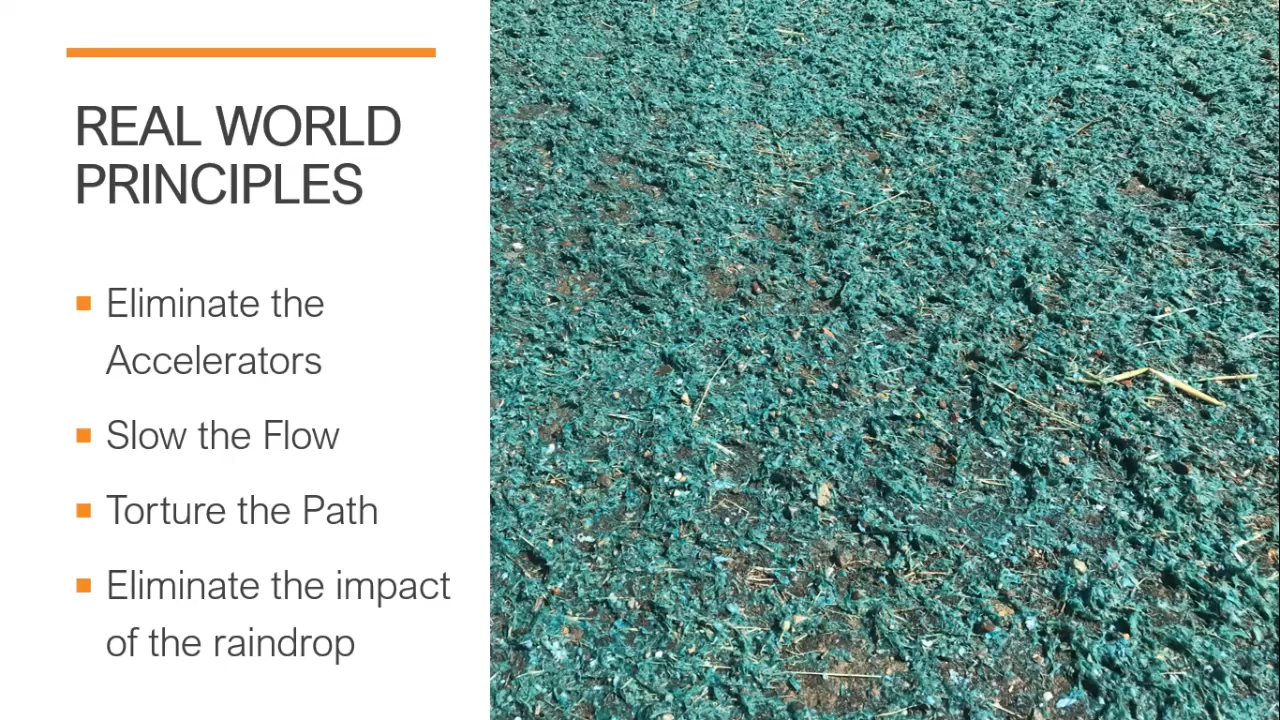 REAL WORLD
PRINCIPLES
Eliminate the
Accelerators
Slow the Flow
Torture the Path
Eliminate the impact
of the raindrop